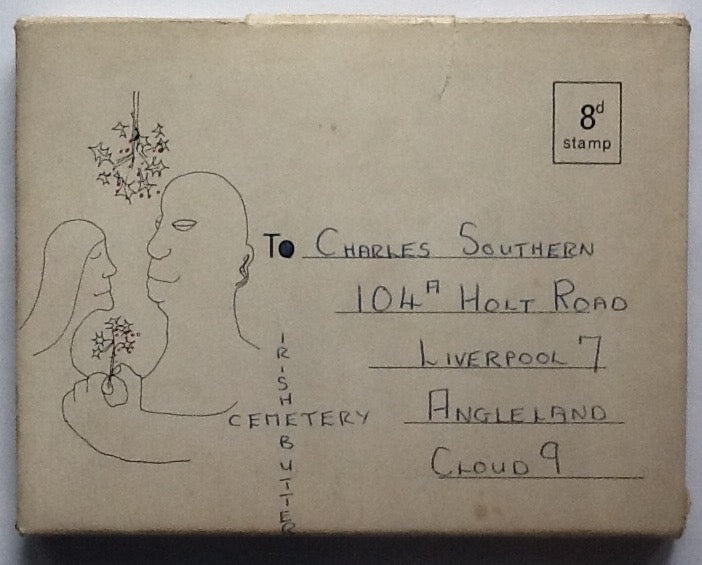 8d
stamp
To CHARLES SOUTHERN
104A HOLT ROAD
LIVERPOOL 7
ANGLELAND
CLOUD 9
IRISH BUTTER
CEMETERY